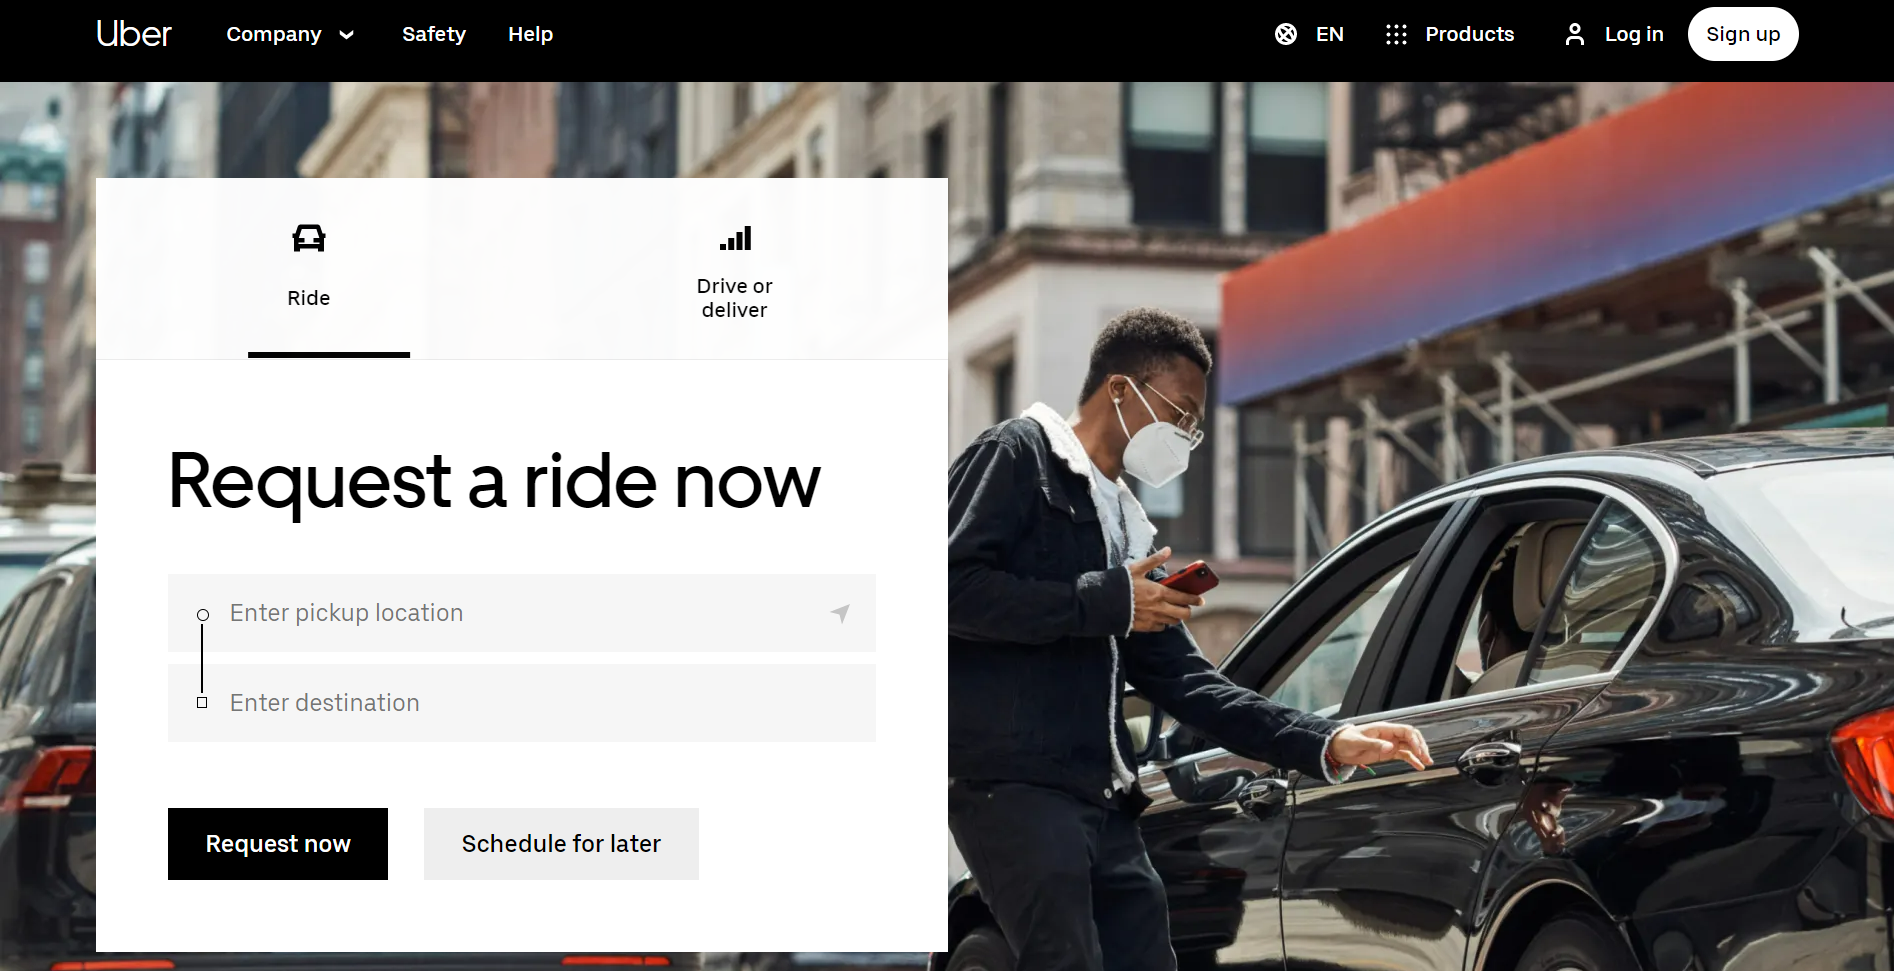 Uber
Company
Safety
Help
EN
Products
Log in
Sign up
Ride
Drive or
deliver
Request a ride now
Enter pickup location
Enter destination
Request now
Schedule for later